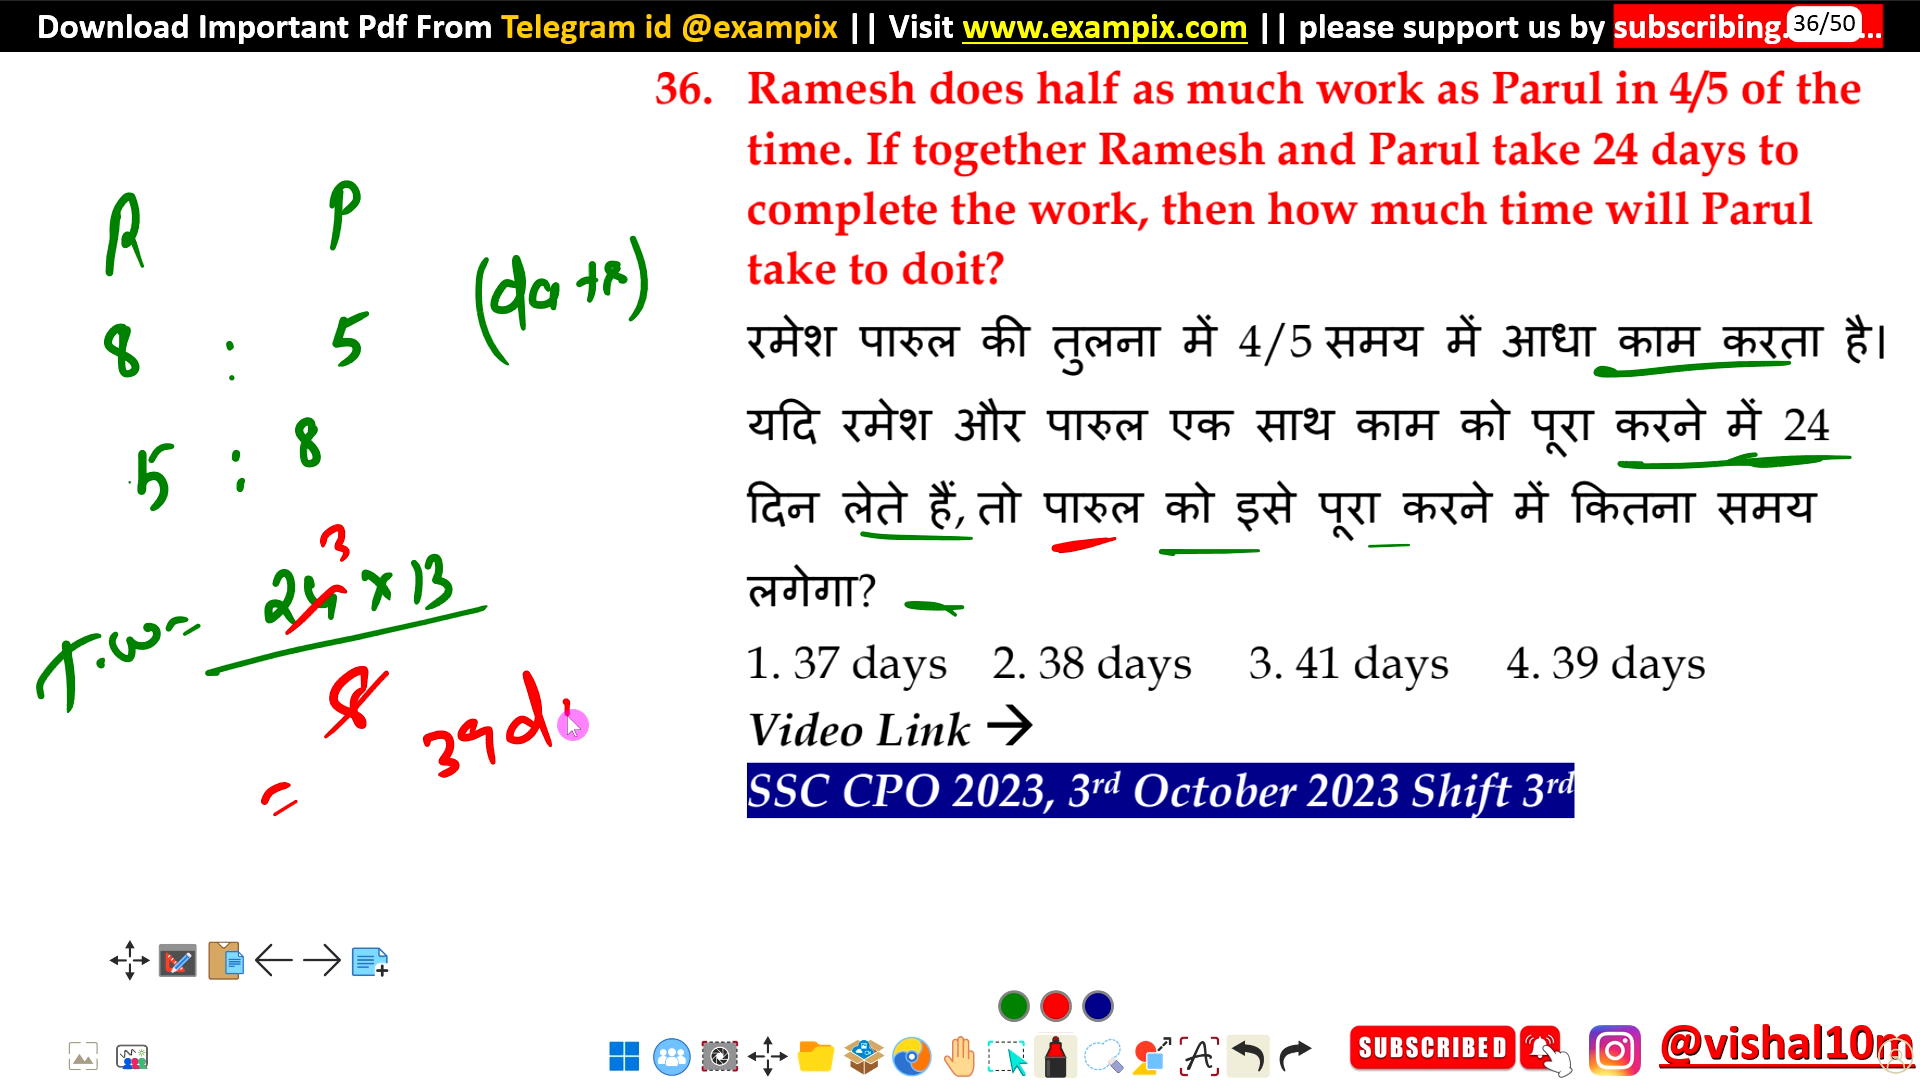 Download Important Pdf From Telegram id @exampix || Visit www.exampix.com || please support us by subscribing.
36/50
36. Ramesh does half as much work as Parul in 4/5 of the
time. If together Ramesh and Parul take 24 days to
complete the work, then how much time will Parul
take to doit?
रमेश पारुल की तुलना में 4/5 समय में आधा काम करता है।
यदि रमेश और पारुल एक साथ काम को पूरा करने में 24
दिन लेते हैं, तो पारुल को इसे पूरा करने में कितना समय
लगेगा?
1. 37 days 2. 38 days 3. 41 days 4. 39 days
Video Link →
SSC CPO 2023, 3rd October 2023 Shift 3rd
R P
8 : 5
5 : 8
3
T.W= 24 x 13
8
= 39 d
SUBSCRIBED
@vishal10m